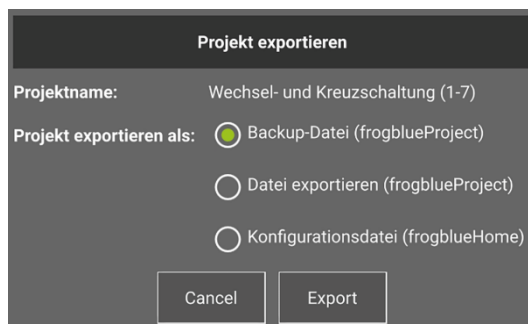 Projekt exportieren
Projektname: Wechsel- und Kreuzschaltung (1-7)
Projekt exportieren als: Backup-Datei (frogblueProject)
Datei exportieren (frogblueProject)
Konfigurationsdatei (frogblueHome)
Cancel Export